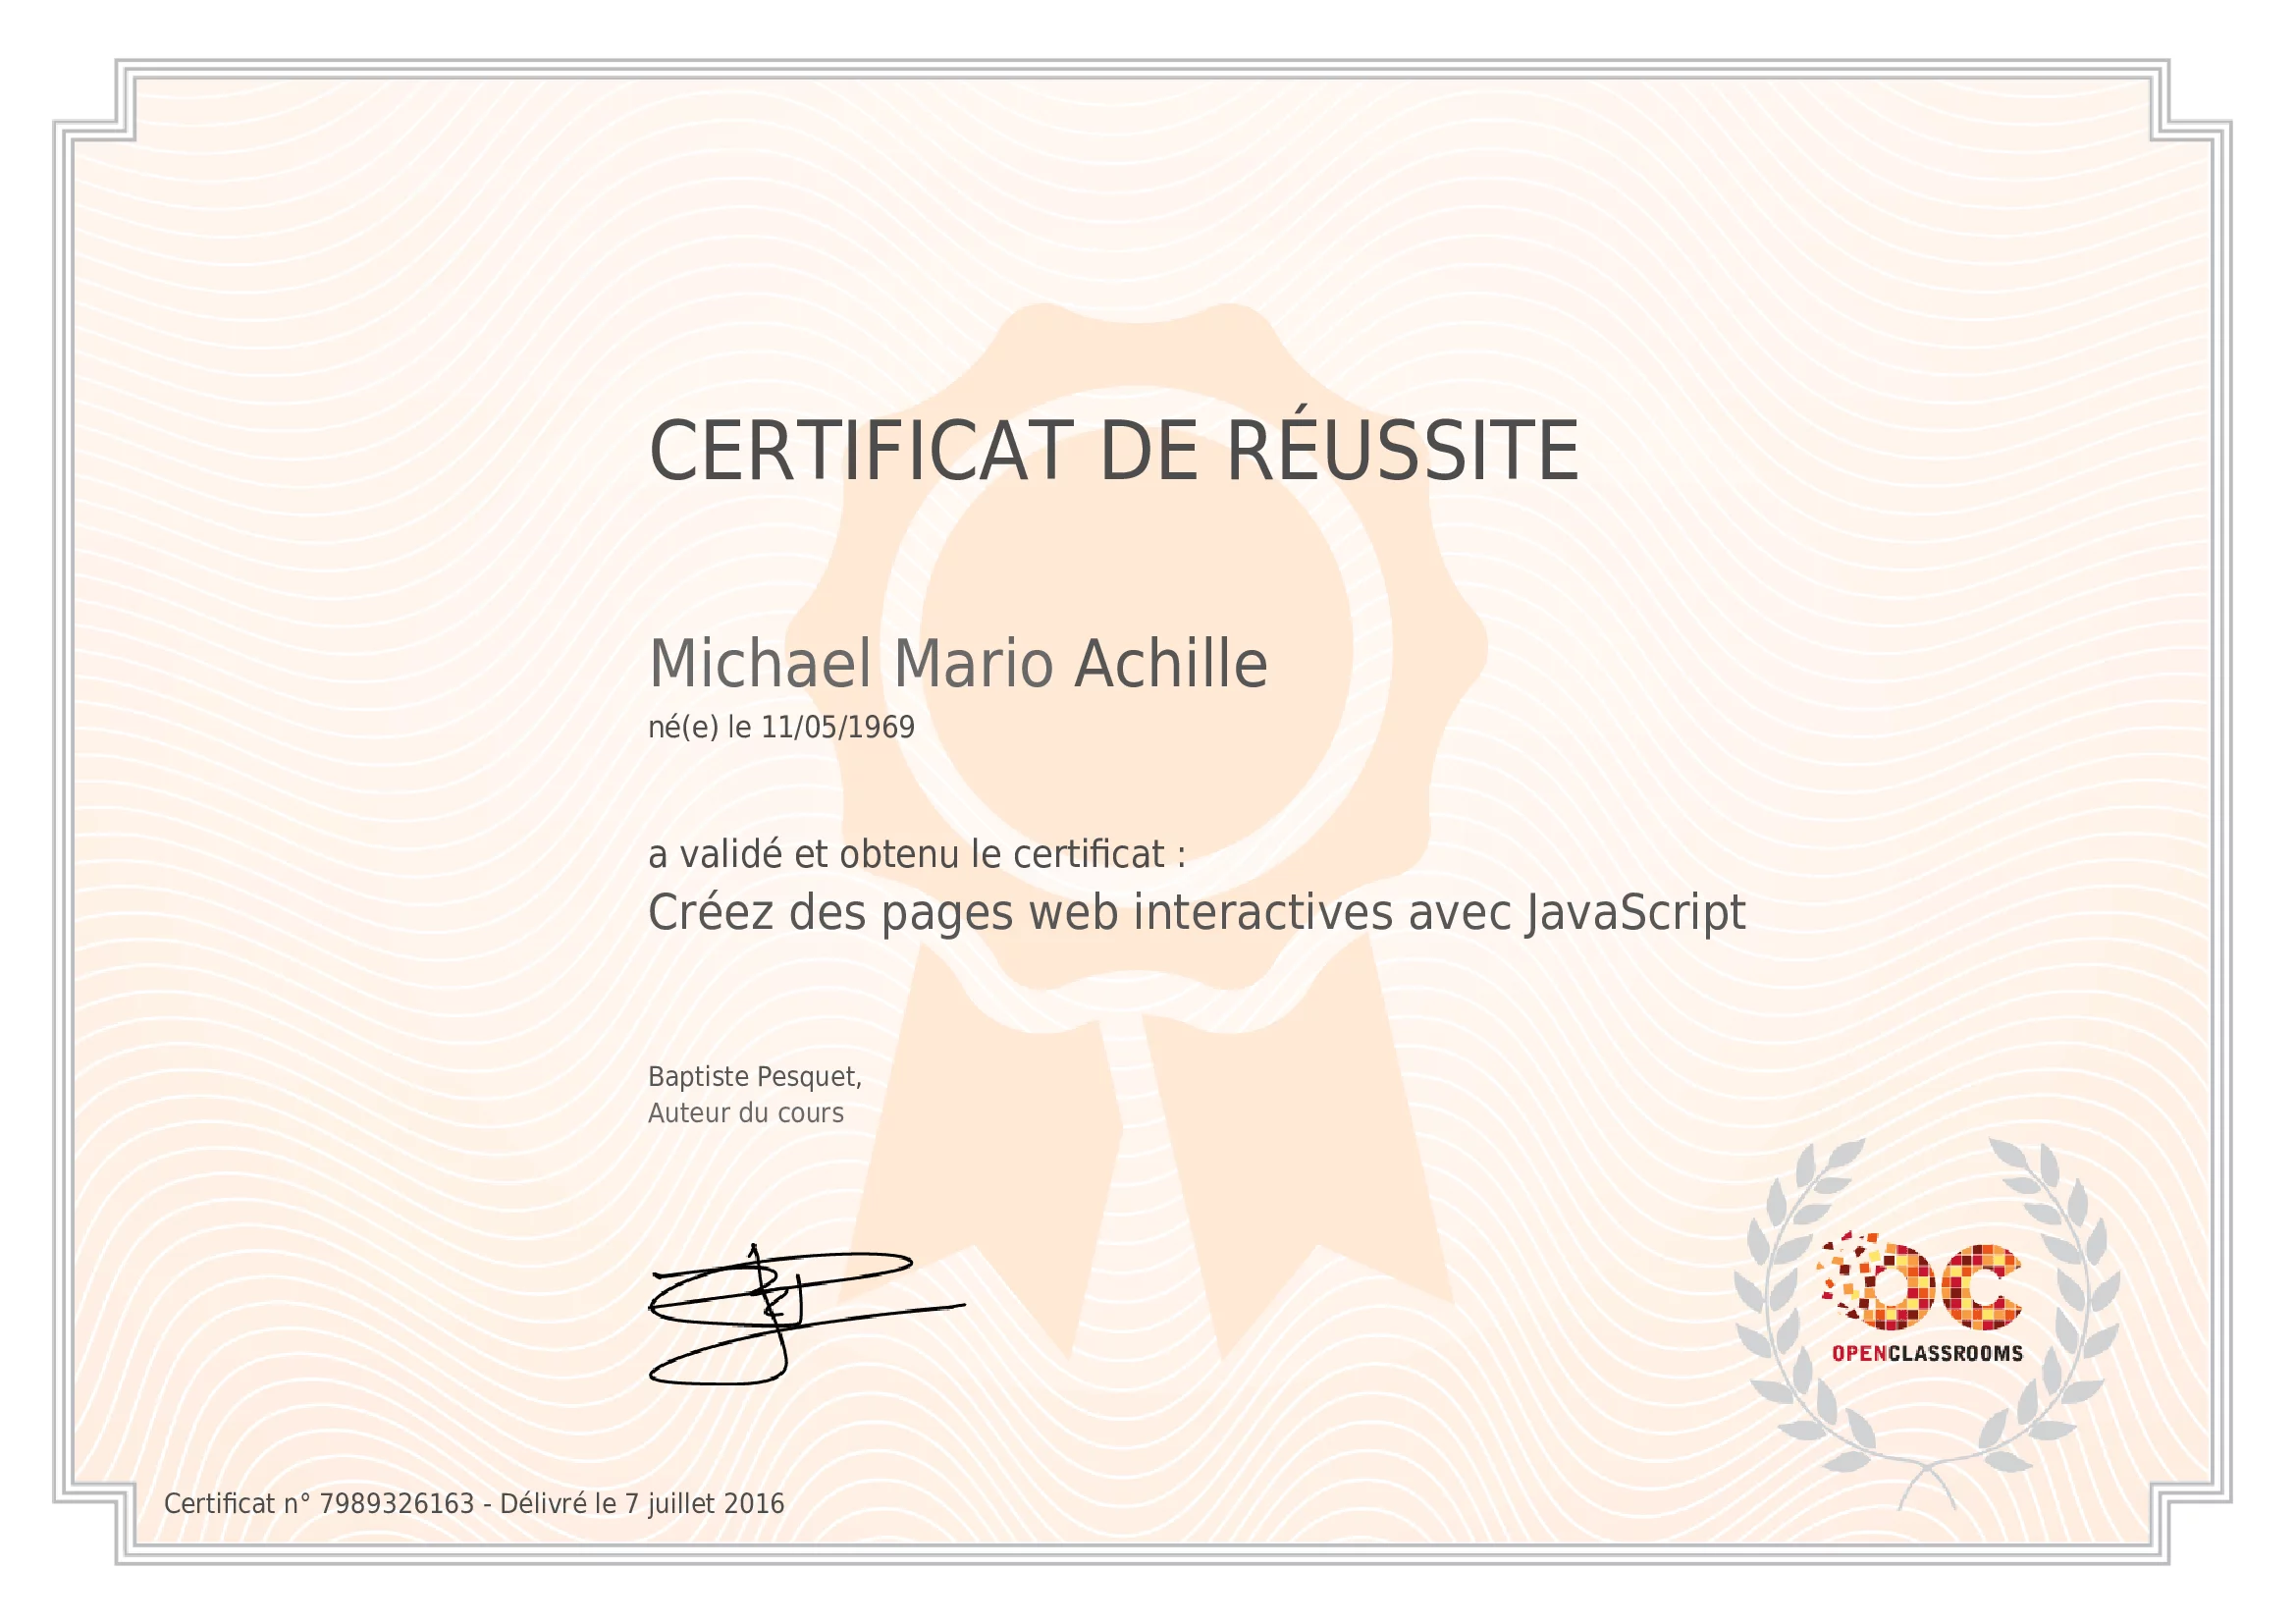 CERTIFICAT DE RÉUSSITE
Michael Mario Achille
né(e) le 11/05/1969
a validé et obtenu le certificat :
Créez des pages web interactives avec JavaScript
Baptiste Pesquet,
Auteur du cours
OC
OPENCLASSROOMS
Certificat n° 7989326163 - Délivré le 7 juillet 2016